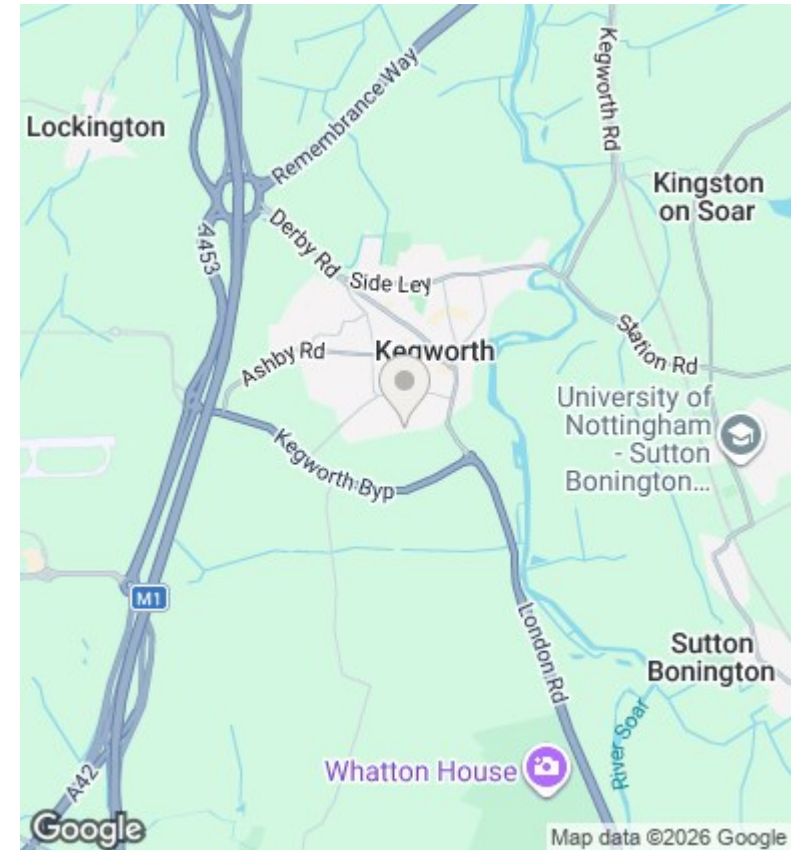 Lockington
Remembrance Way
Kegworth Rd
Kingston
on Soar
A453
Derby Rd
Side Ley
Station Rd
Ashby Rd
Kegworth
University of
Nottingham
- Sutton
Bonington...
Kegworth Byp
M1
London Rd
Sutton
Bonington
River Soar
Whatton House
A42
Google
Map data ©2026 Google